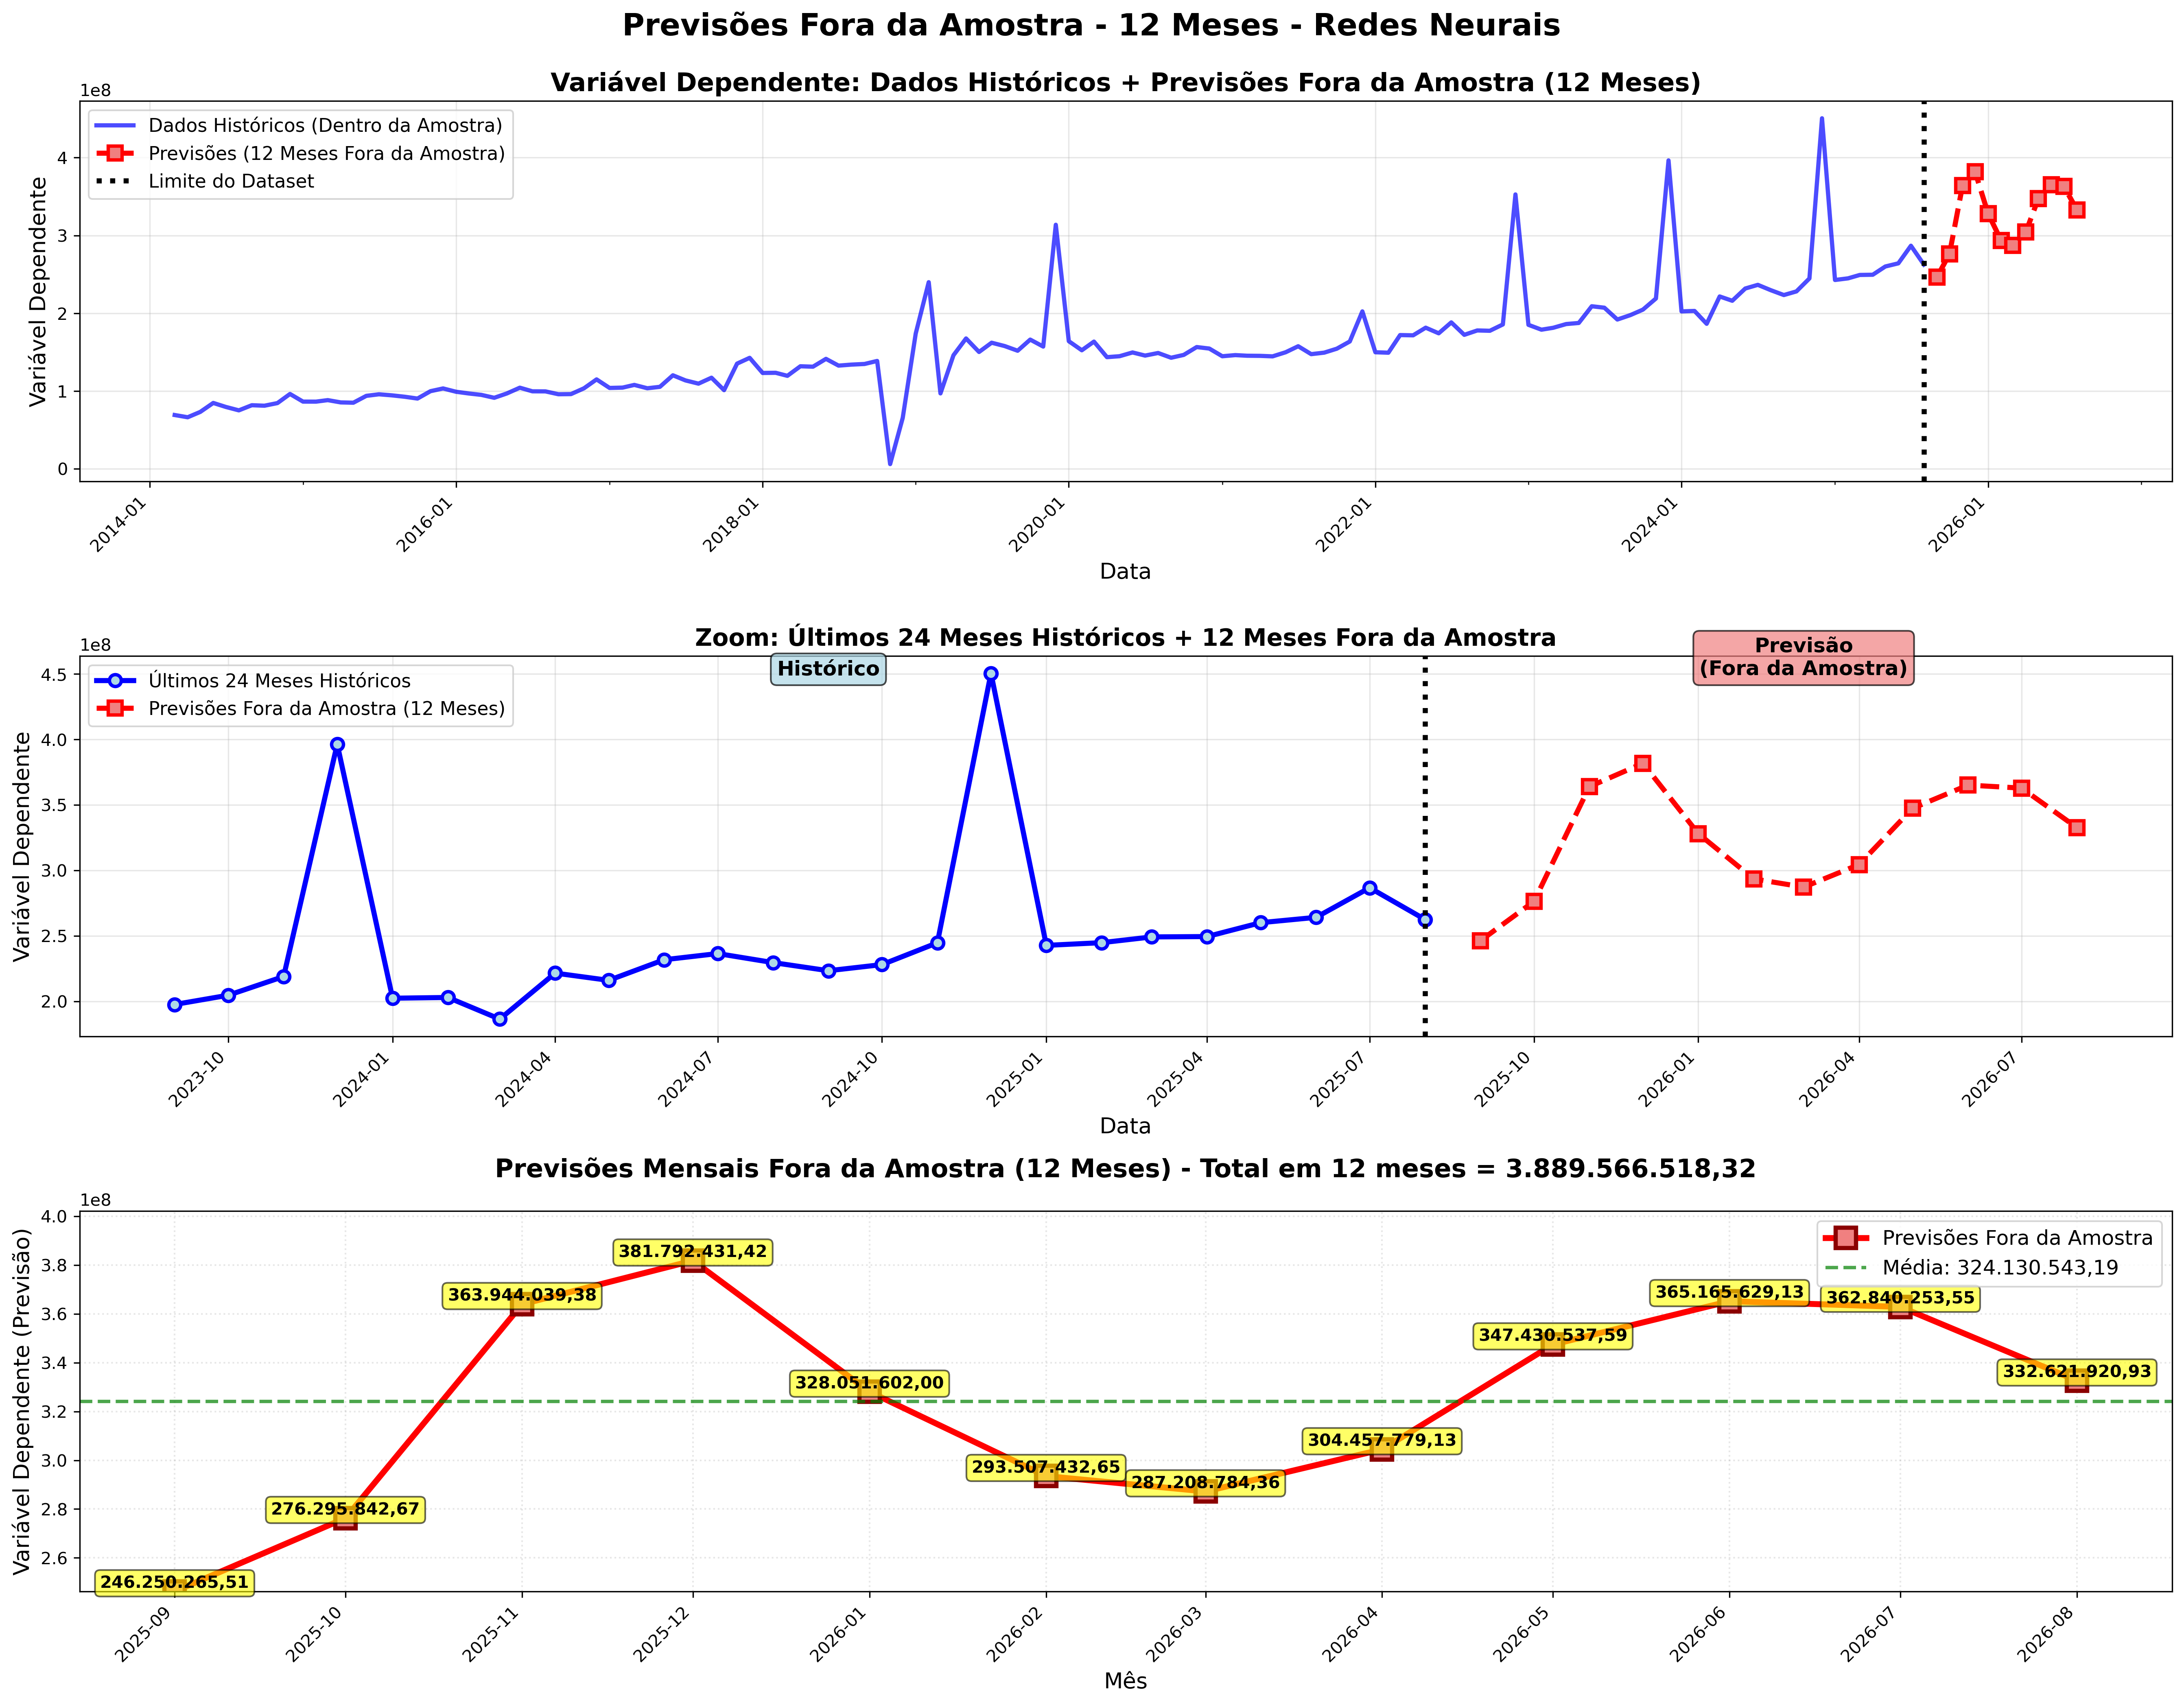 Previsões Fora da Amostra - 12 Meses - Redes Neurais
Variável Dependente: Dados Históricos + Previsões Fora da Amostra (12 Meses)
1e8
Dados Históricos (Dentro da Amostra)
Previsões (12 Meses Fora da Amostra)
Limite do Dataset
Variável Dependente
4
3
2
1
0
2014-01
2016-01
2018-01
2020-01
2022-01
2024-01
2026-01
Data
Zoom: Últimos 24 Meses Históricos + 12 Meses Fora da Amostra
1e8
Últimos 24 Meses Históricos
Previsões Fora da Amostra (12 Meses)
Histórico
Previsão
(Fora da Amostra)
Variável Dependente
4.5
4.0
3.5
3.0
2.5
2.0
2023-10
2024-01
2024-04
2024-07
2024-10
2025-01
2025-04
2025-07
2025-10
2026-01
2026-04
2026-07
Data
Previsões Mensais Fora da Amostra (12 Meses) - Total em 12 meses = 3.889.566.518,32
1e8
Previsões Fora da Amostra
Média: 324.130.543,19
Variável Dependente (Previsão)
4.0
3.8
3.6
3.4
3.2
3.0
2.8
2.6
246.250.265,51
276.295.842,67
363.944.039,38
381.792.431,42
328.051.602,00
293.507.432,65
287.208.784,36
304.457.779,13
347.430.537,59
365.165.629,13
362.840.253,55
332.621.920,93
2025-09
2025-10
2025-11
2025-12
2026-01
2026-02
2026-03
2026-04
2026-05
2026-06
2026-07
2026-08
Mês